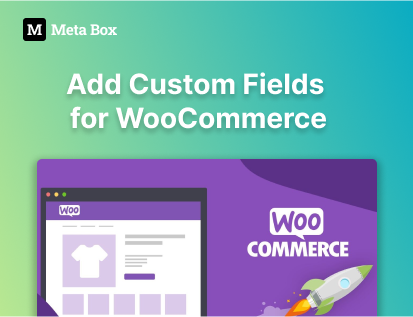 M Meta Box
Add Custom Fields
for WooCommerce
Woo
Woo
COMMERCE